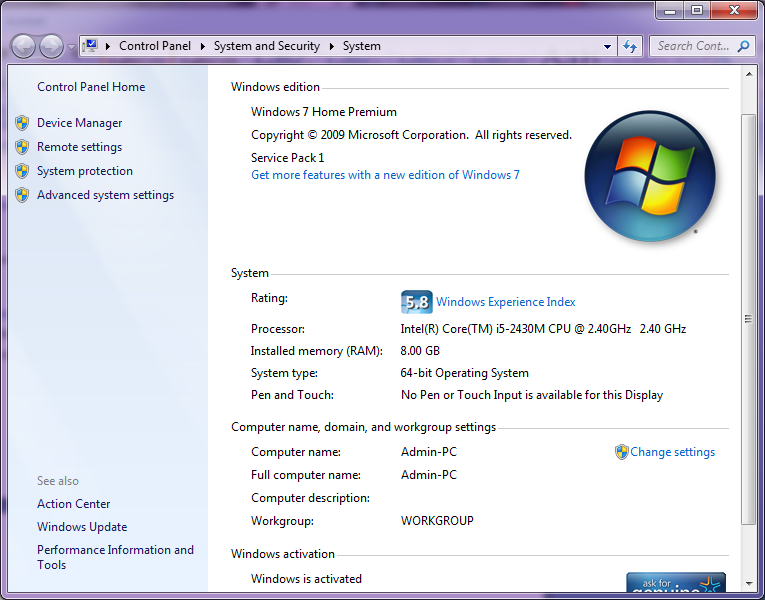 Control Panel System and Security System
Search Cont...
Control Panel Home
Device Manager
Remote settings
System protection
Advanced system settings
See also
Action Center
Windows Update
Performance Information and
Tools
Windows edition
Windows 7 Home Premium
Copyright © 2009 Microsoft Corporation. All rights reserved.
Service Pack 1
Get more features with a new edition of Windows 7
System
Rating: 5.8 Windows Experience Index
Processor: Intel(R) Core(TM) i5-2430M CPU @ 2.40GHz 2.40 GHz
Installed memory (RAM): 8.00 GB
System type: 64-bit Operating System
Pen and Touch: No Pen or Touch Input is available for this Display
Computer name, domain, and workgroup settings
Computer name: Admin-PC Change settings
Full computer name: Admin-PC
Computer description:
Workgroup: WORKGROUP
Windows activation
Windows is activated
ask for
genuine